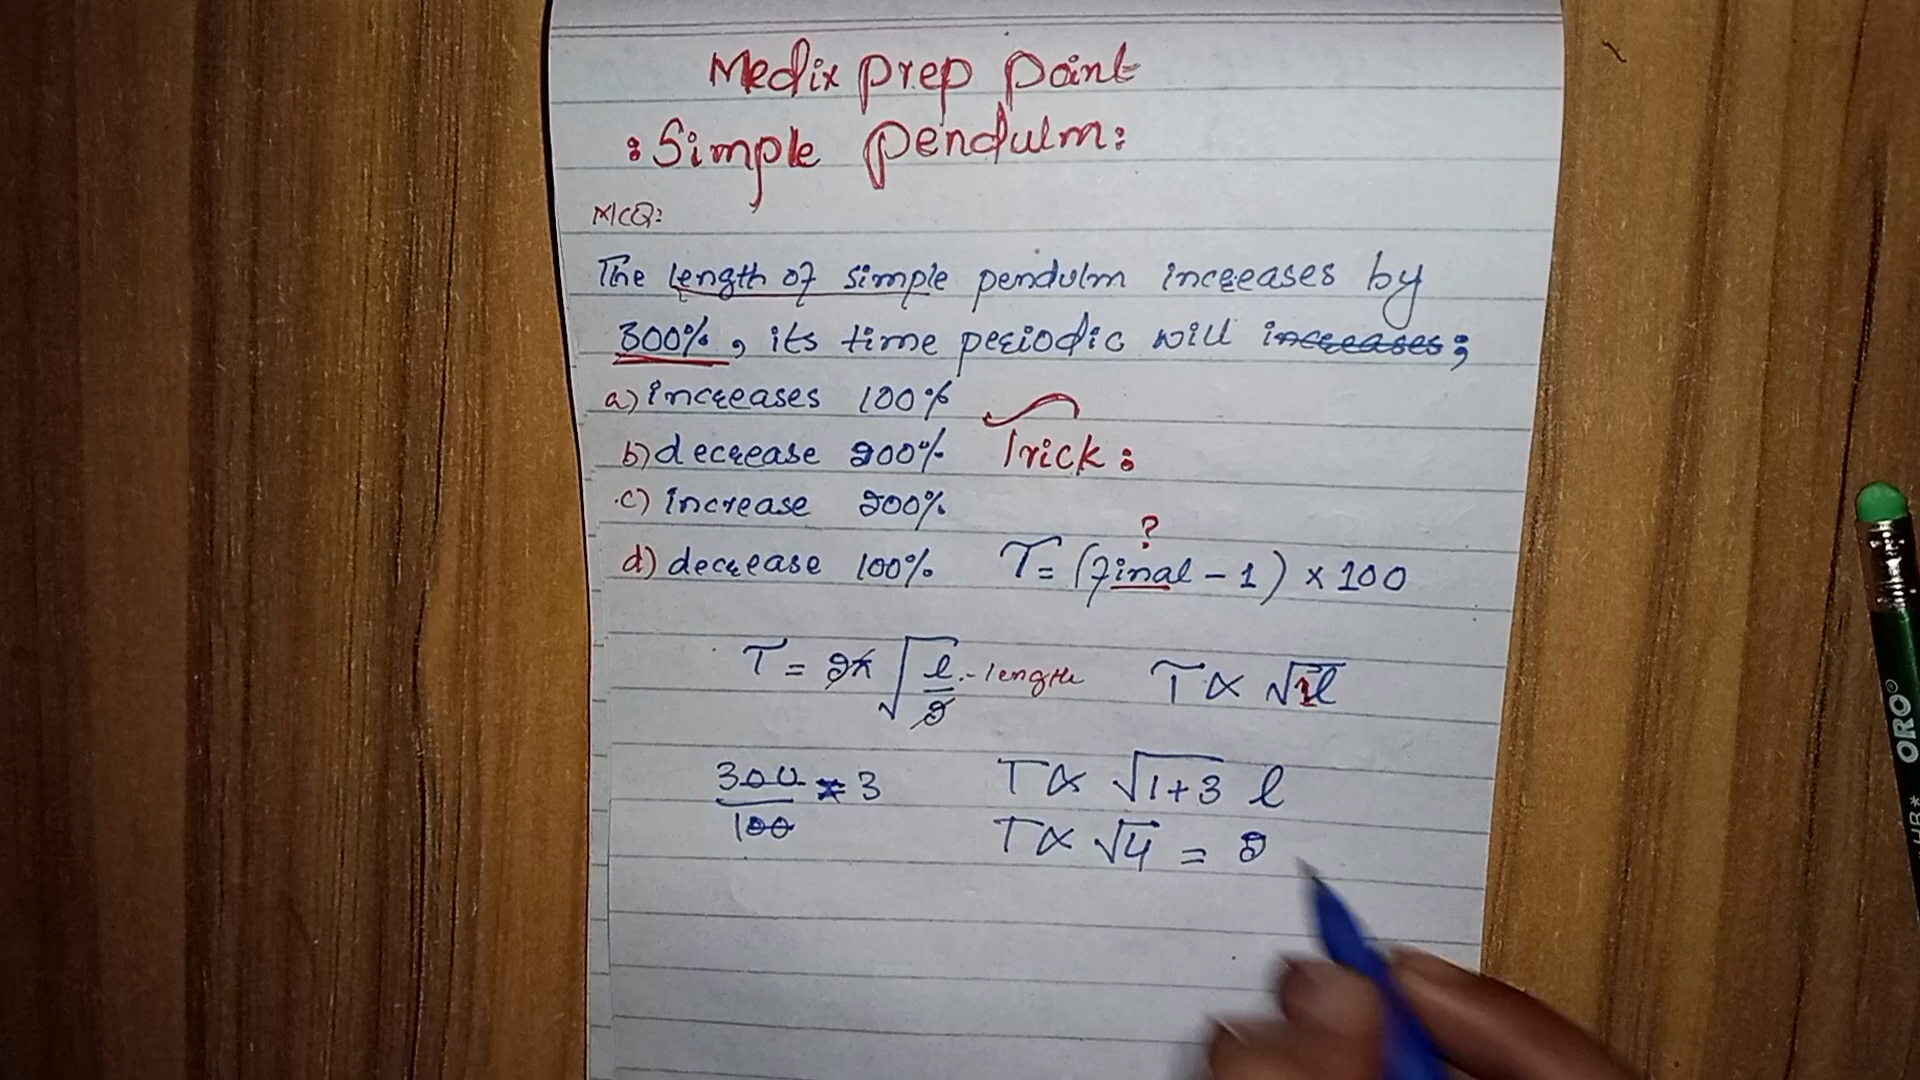 Medix prep point
: Simple pendulm:
MCQ:
The length of simple pendulm increases by
300%, its time periodic will increases;
a) increases 100%
b) decrease 200% Trick:
c) increase 200%
?
d) decrease 100% T = (final - 1) × 100
T = 2π √l/g - length T ∝ √1l
300/100 = 3 T ∝ √1+3 l
T ∝ √4 = 2
ORO®